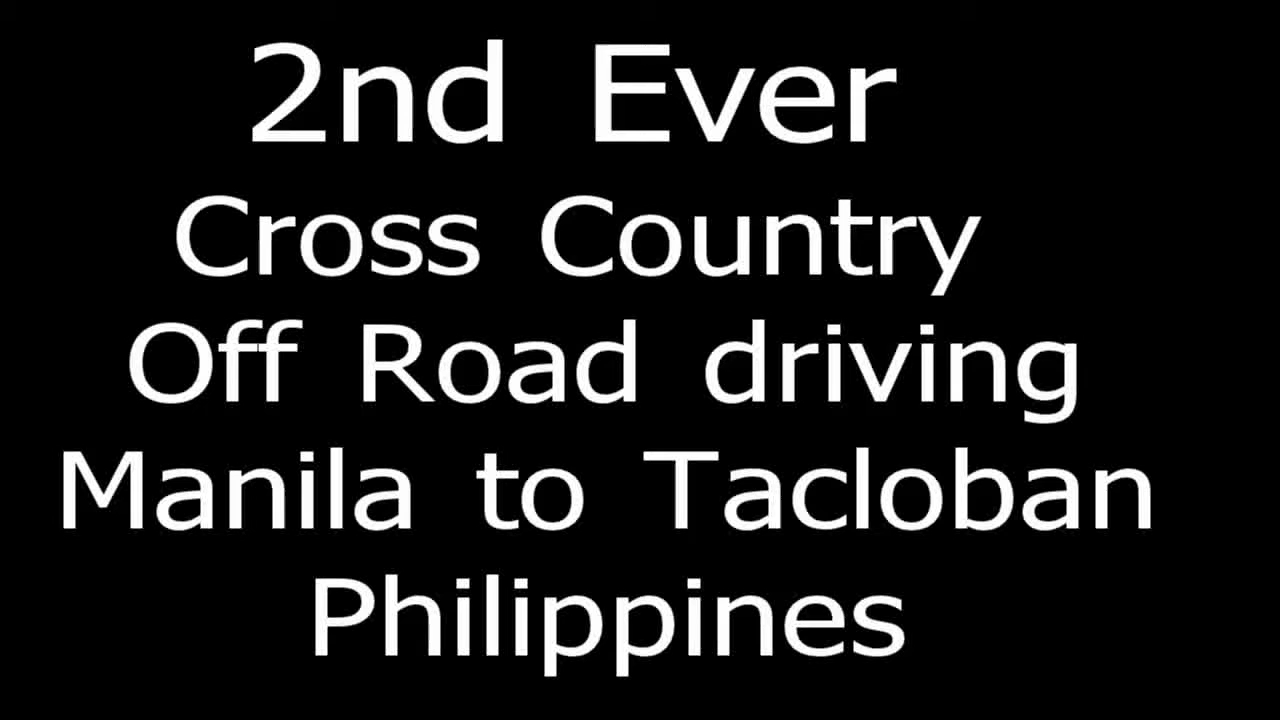 2nd Ever
Cross Country
Off Road driving
Manila to Tacloban
Philippines